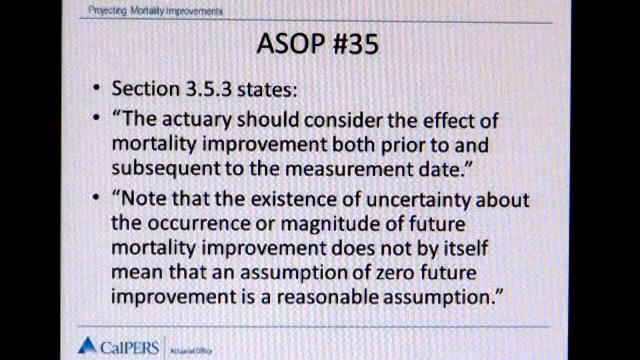 Projecting Mortality Improvements
ASOP #35
• Section 3.5.3 states:
• “The actuary should consider the effect of
mortality improvement both prior to and
subsequent to the measurement date.”
• “Note that the existence of uncertainty about
the occurrence or magnitude of future
mortality improvement does not by itself
mean that an assumption of zero future
improvement is a reasonable assumption.”
CalPERS Actuarial Office